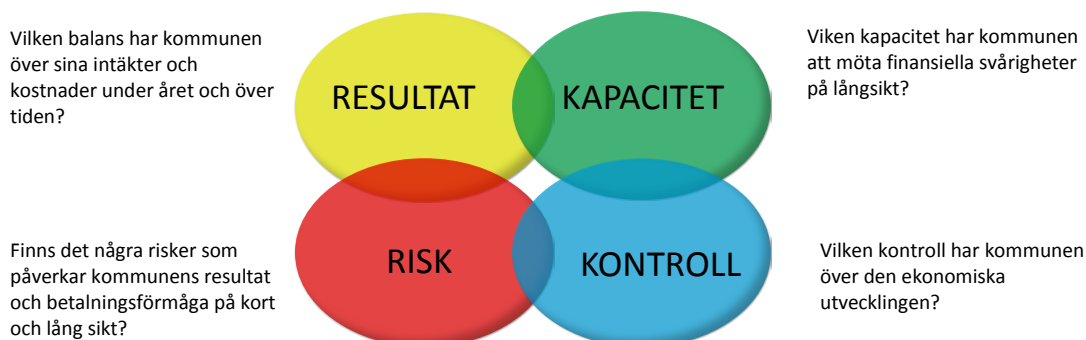 Vilken balans har kommunen
över sina intäkter och
kostnader under året och över
tiden?
RESULTAT
KAPACITET
Viken kapacitet har kommunen
att möta finansiella svårigheter
på långsikt?
Finns det några risker som
påverkar kommunens resultat
och betalningsförmåga på kort
och lång sikt?
RISK
KONTROLL
Vilken kontroll har kommunen
över den ekonomiska
utvecklingen?